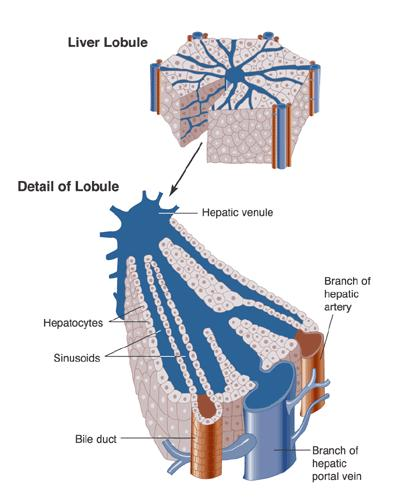 Liver Lobule
Detail of Lobule
Hepatic venule
Branch of
hepatic
artery
Hepatocytes
Sinusoids
Bile duct
Branch of
hepatic
portal vein